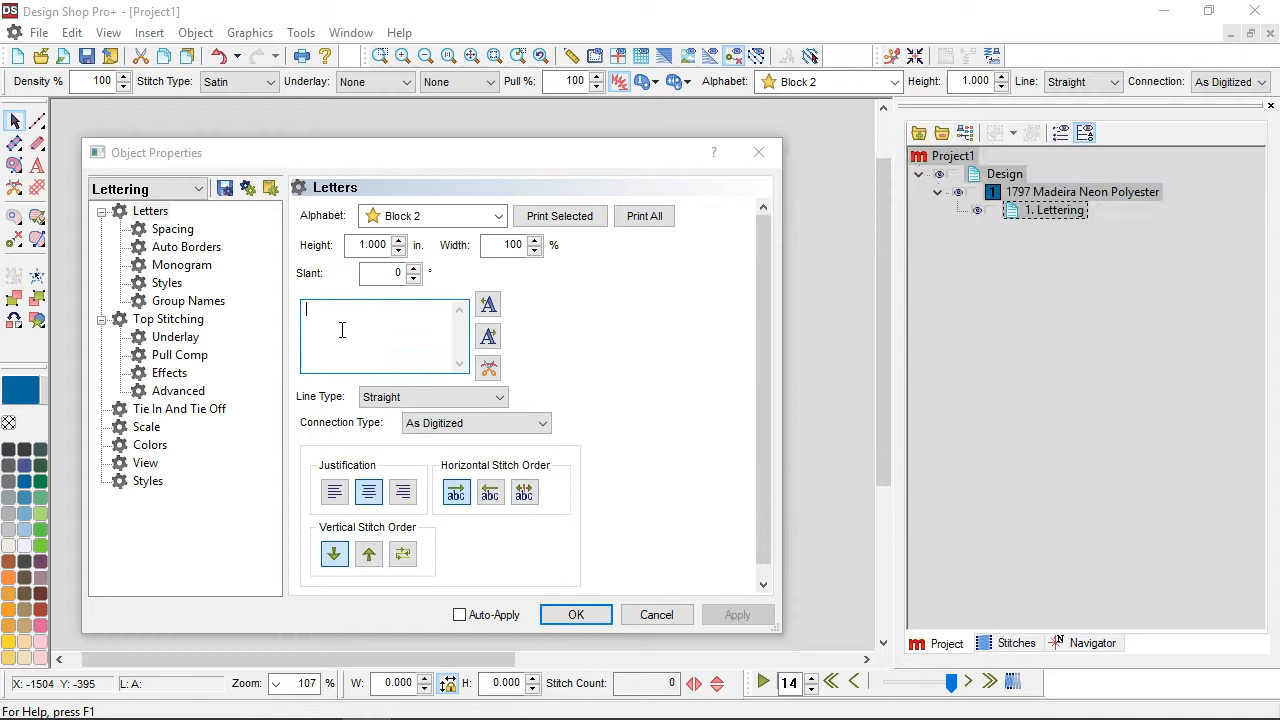 DS Design Shop Pro+ - [Project1]
File Edit View Insert Object Graphics Tools Window Help
Density % 100 Stitch Type: Satin Underlay: None None Pull %: 100 Alphabet: Block 2 Height: 1.000 Line: Straight Connection: As Digitized
Object Properties ?
Lettering
Letters
Spacing
Auto Borders
Monogram
Styles
Group Names
Top Stitching
Underlay
Pull Comp
Effects
Advanced
Tie In And Tie Off
Scale
Colors
View
Styles
Letters
Alphabet: Block 2 Print Selected Print All
Height: 1.000 in. Width: 100 %
Slant: 0 °
Line Type: Straight
Connection Type: As Digitized
Justification Horizontal Stitch Order
abc abc abc
Vertical Stitch Order
Auto-Apply OK Cancel Apply
Project1
Design
1 1797 Madeira Neon Polyester
1. Lettering
Project Stitches Navigator
X: -1504 Y: -395 L: A: Zoom: 107 % W: 0.000 H: 0.000 Stitch Count: 0 14
For Help, press F1